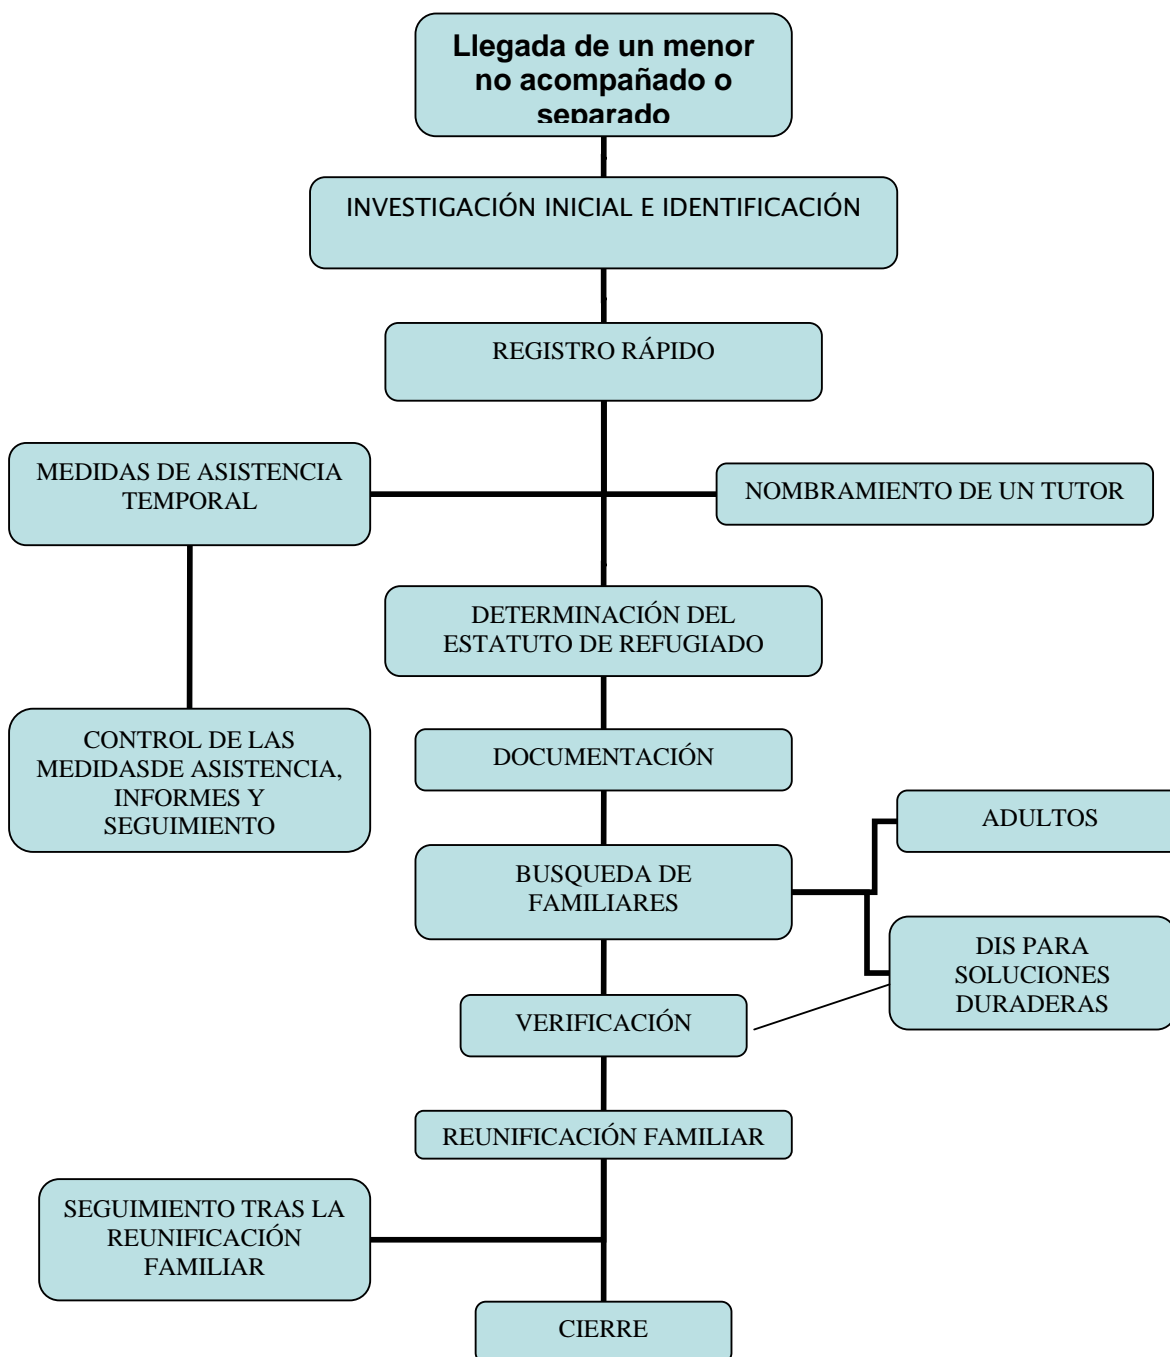 Llegada de un menor
no acompañado o
separado
INVESTIGACIÓN INICIAL E IDENTIFICACIÓN
REGISTRO RÁPIDO
MEDIDAS DE ASISTENCIA
TEMPORAL
NOMBRAMIENTO DE UN TUTOR
DETERMINACIÓN DEL
ESTATUTO DE REFUGIADO
CONTROL DE LAS
MEDIDASDE ASISTENCIA,
INFORMES Y
SEGUIMIENTO
DOCUMENTACIÓN
ADULTOS
BUSQUEDA DE
FAMILIARES
DIS PARA
SOLUCIONES
DURADERAS
VERIFICACIÓN
REUNIFICACIÓN FAMILIAR
SEGUIMIENTO TRAS LA
REUNIFICACIÓN
FAMILIAR
CIERRE